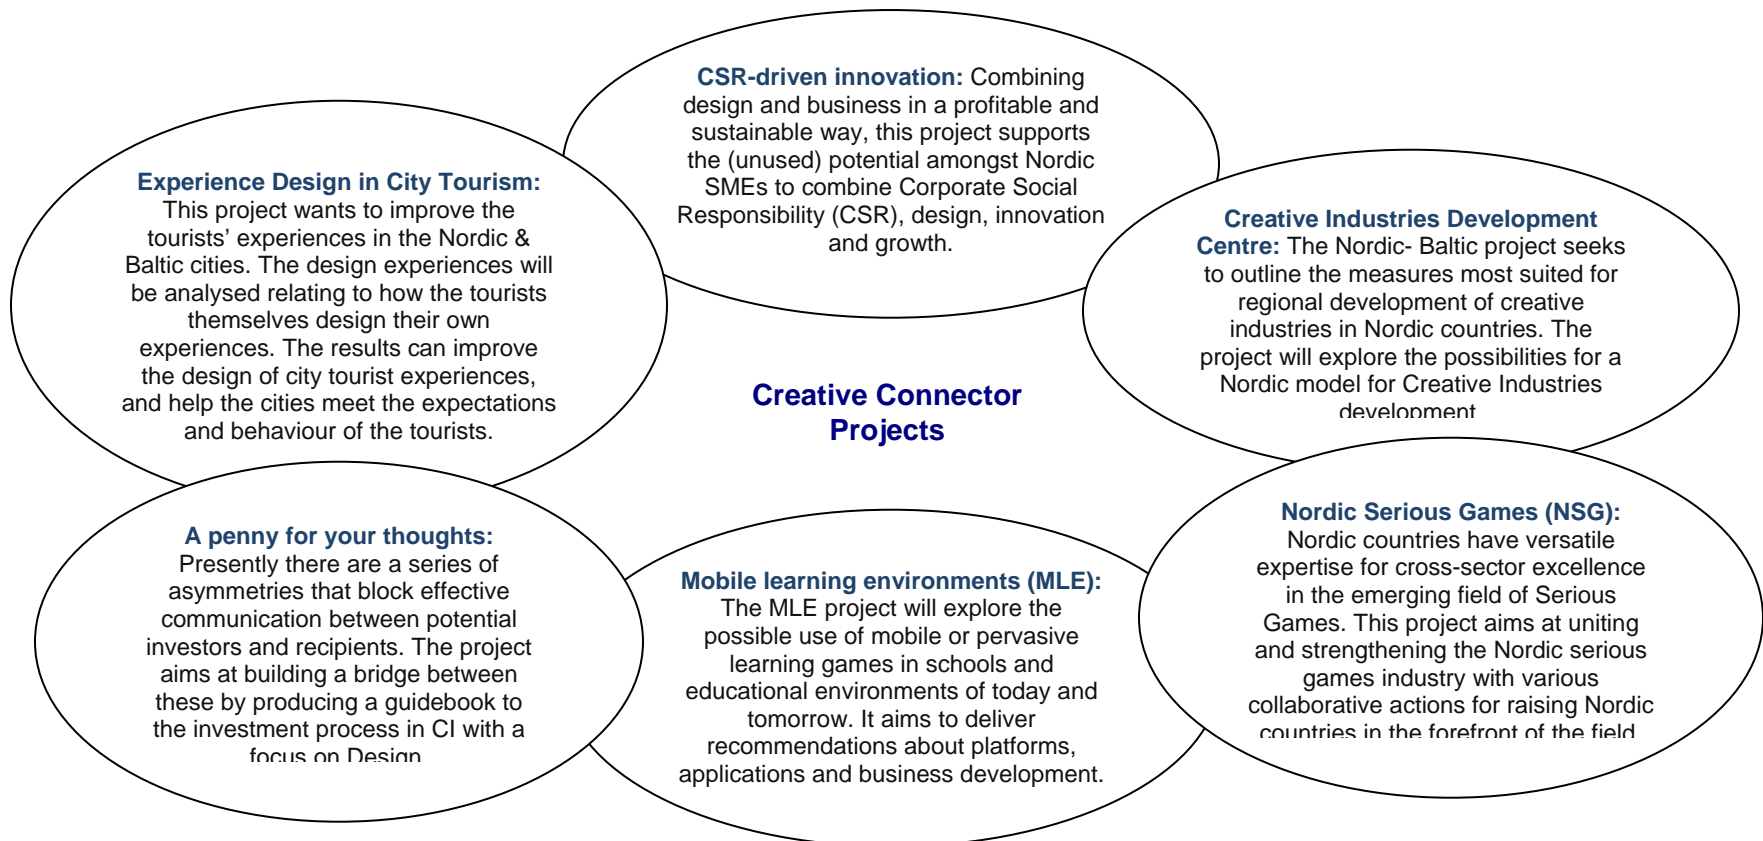 CSR-driven innovation: Combining
design and business in a profitable and
sustainable way, this project supports
the (unused) potential amongst Nordic
SMEs to combine Corporate Social
Responsibility (CSR), design, innovation
and growth.
Experience Design in City Tourism:
This project wants to improve the
tourists’ experiences in the Nordic &
Baltic cities. The design experiences will
be analysed relating to how the tourists
themselves design their own
experiences. The results can improve
the design of city tourist experiences,
and help the cities meet the expectations
and behaviour of the tourists.
Creative Industries Development
Centre: The Nordic- Baltic project seeks
to outline the measures most suited for
regional development of creative
industries in Nordic countries. The
project will explore the possibilities for a
Nordic model for Creative Industries
development
Creative Connector
Projects
A penny for your thoughts:
Presently there are a series of
asymmetries that block effective
communication between potential
investors and recipients. The project
aims at building a bridge between
these by producing a guidebook to
the investment process in CI with a
focus on Design
Mobile learning environments (MLE):
The MLE project will explore the
possible use of mobile or pervasive
learning games in schools and
educational environments of today and
tomorrow. It aims to deliver
recommendations about platforms,
applications and business development.
Nordic Serious Games (NSG):
Nordic countries have versatile
expertise for cross-sector excellence
in the emerging field of Serious
Games. This project aims at uniting
and strengthening the Nordic serious
games industry with various
collaborative actions for raising Nordic
countries in the forefront of the field